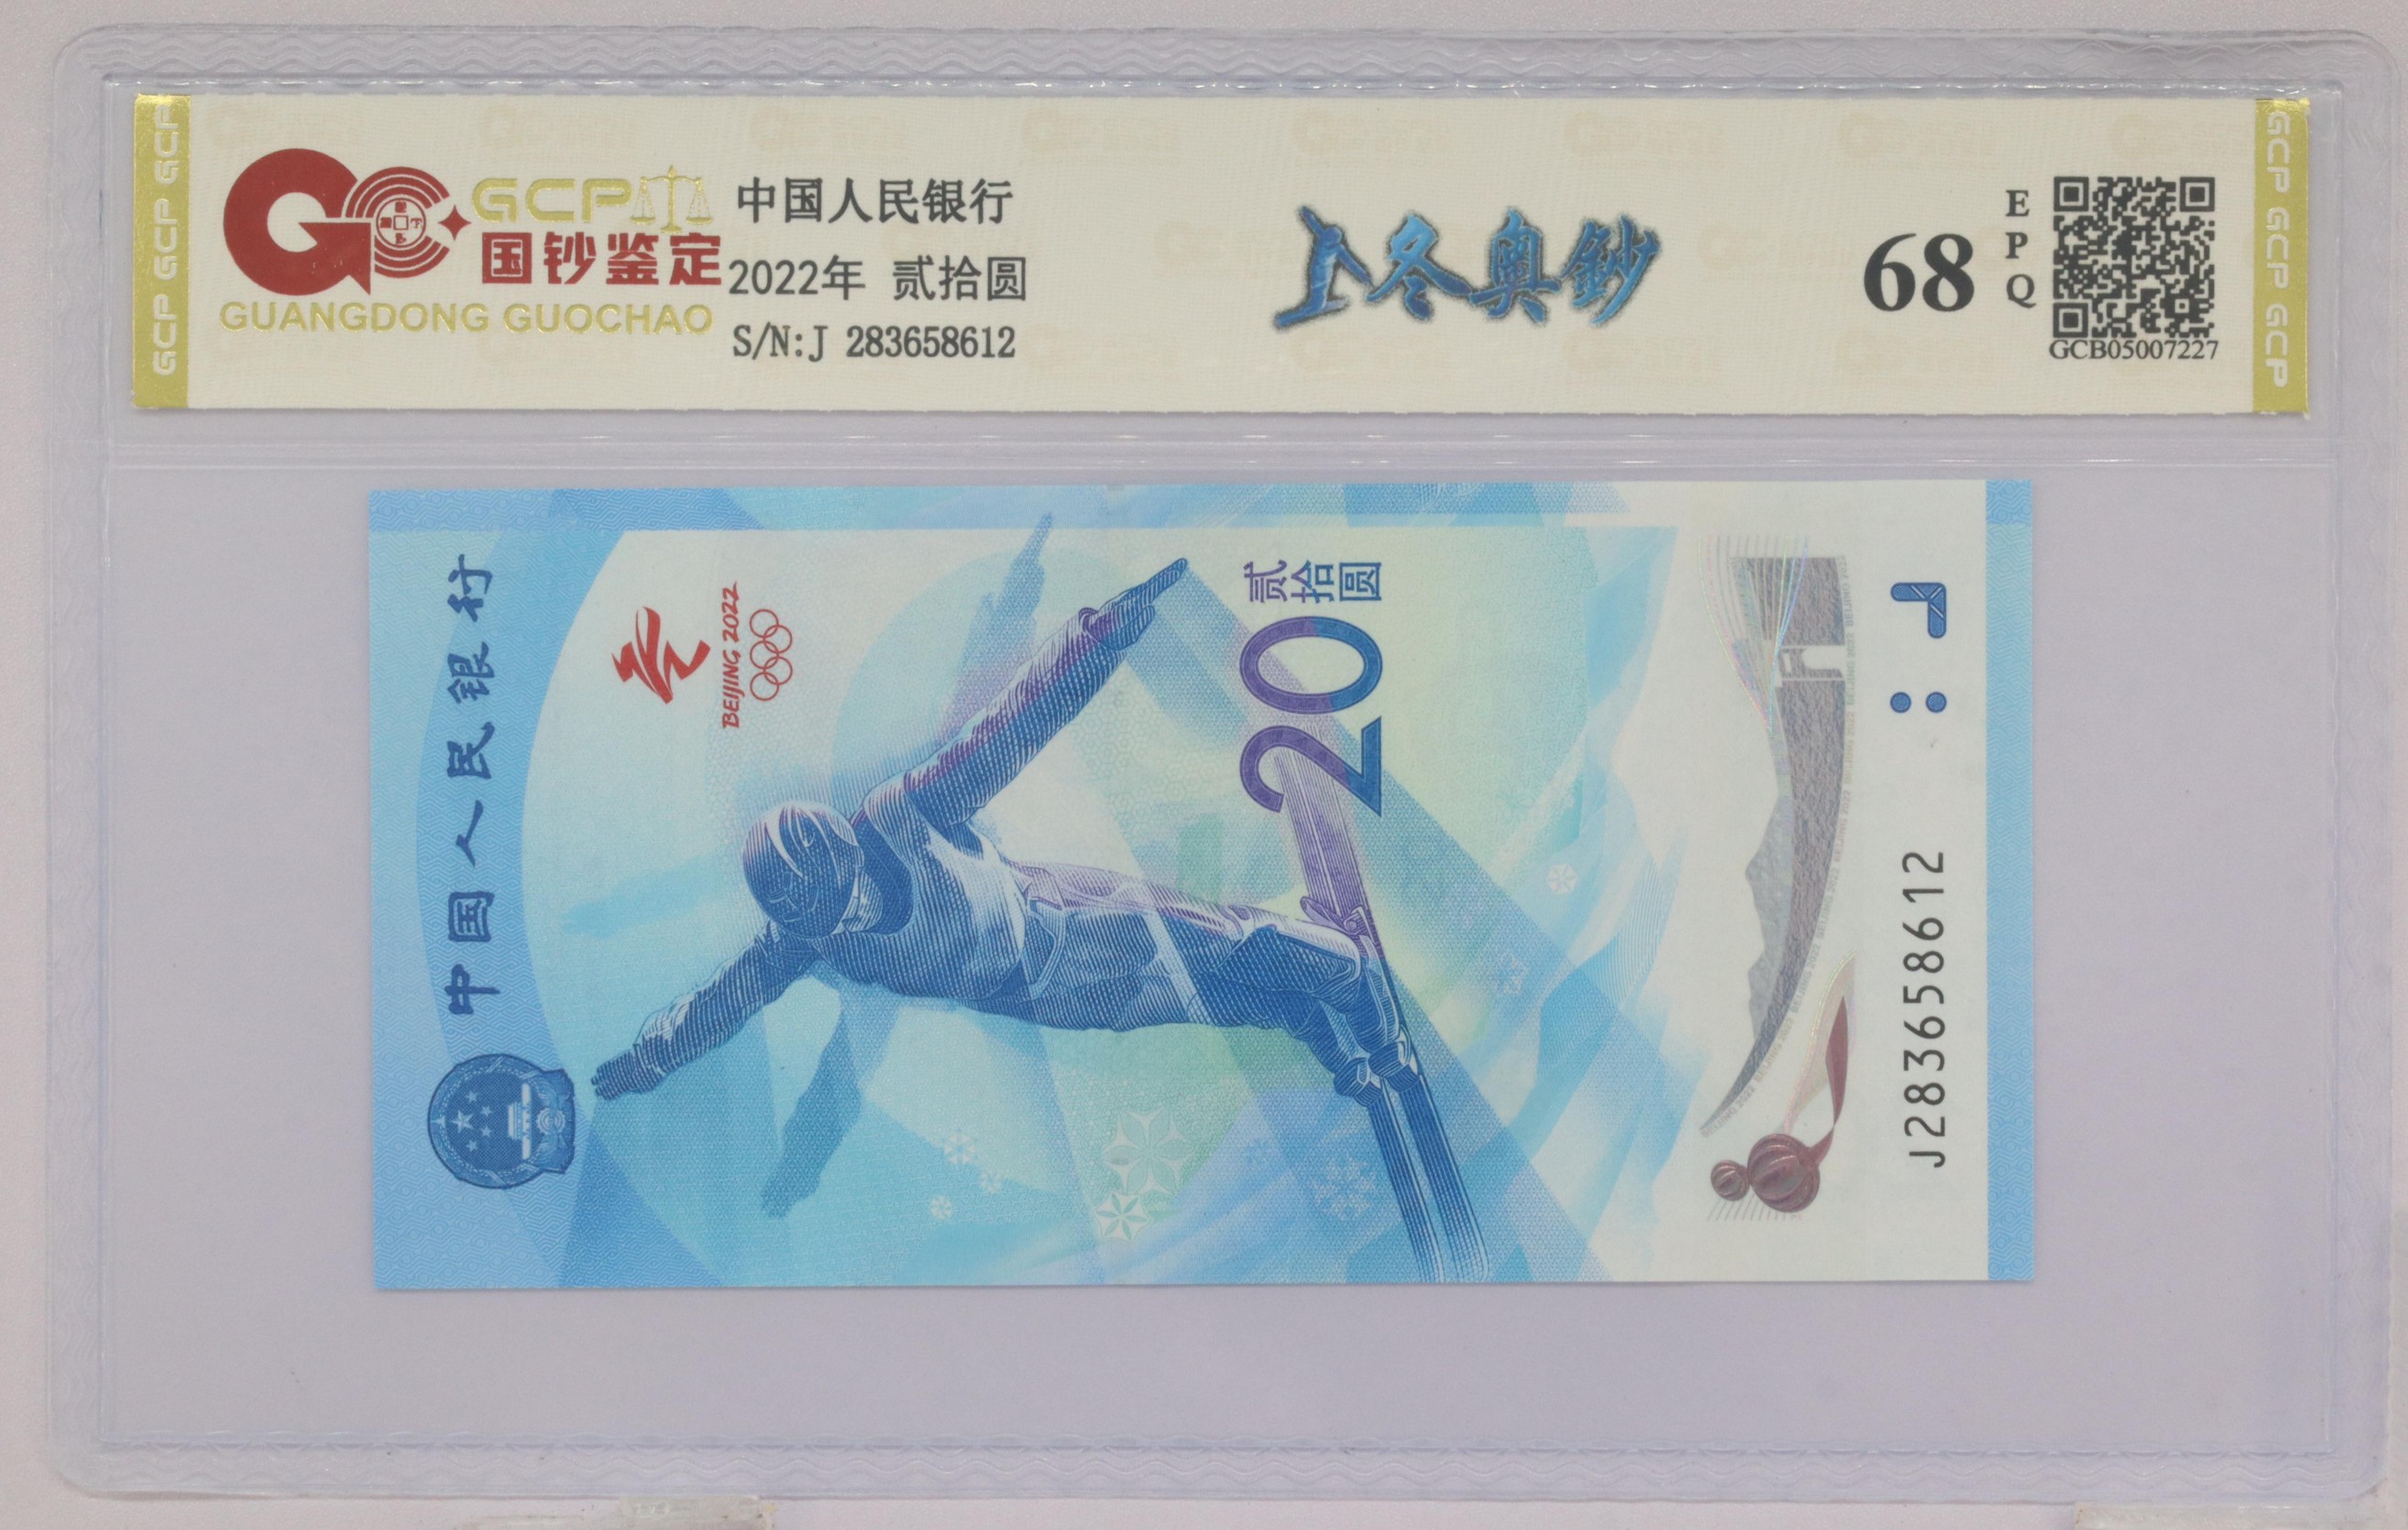 GCP
国钞鉴定
GUANGDONG GUOCHAO
中国人民银行
2022年 贰拾圆
S/N:J 283658612
冬奥鈔
68
EPQ
GCB05007227
GCP GCP GCP
GCP GCP GCP
中国人民银行
BEIJING 2022
贰拾圆
20
J283658612